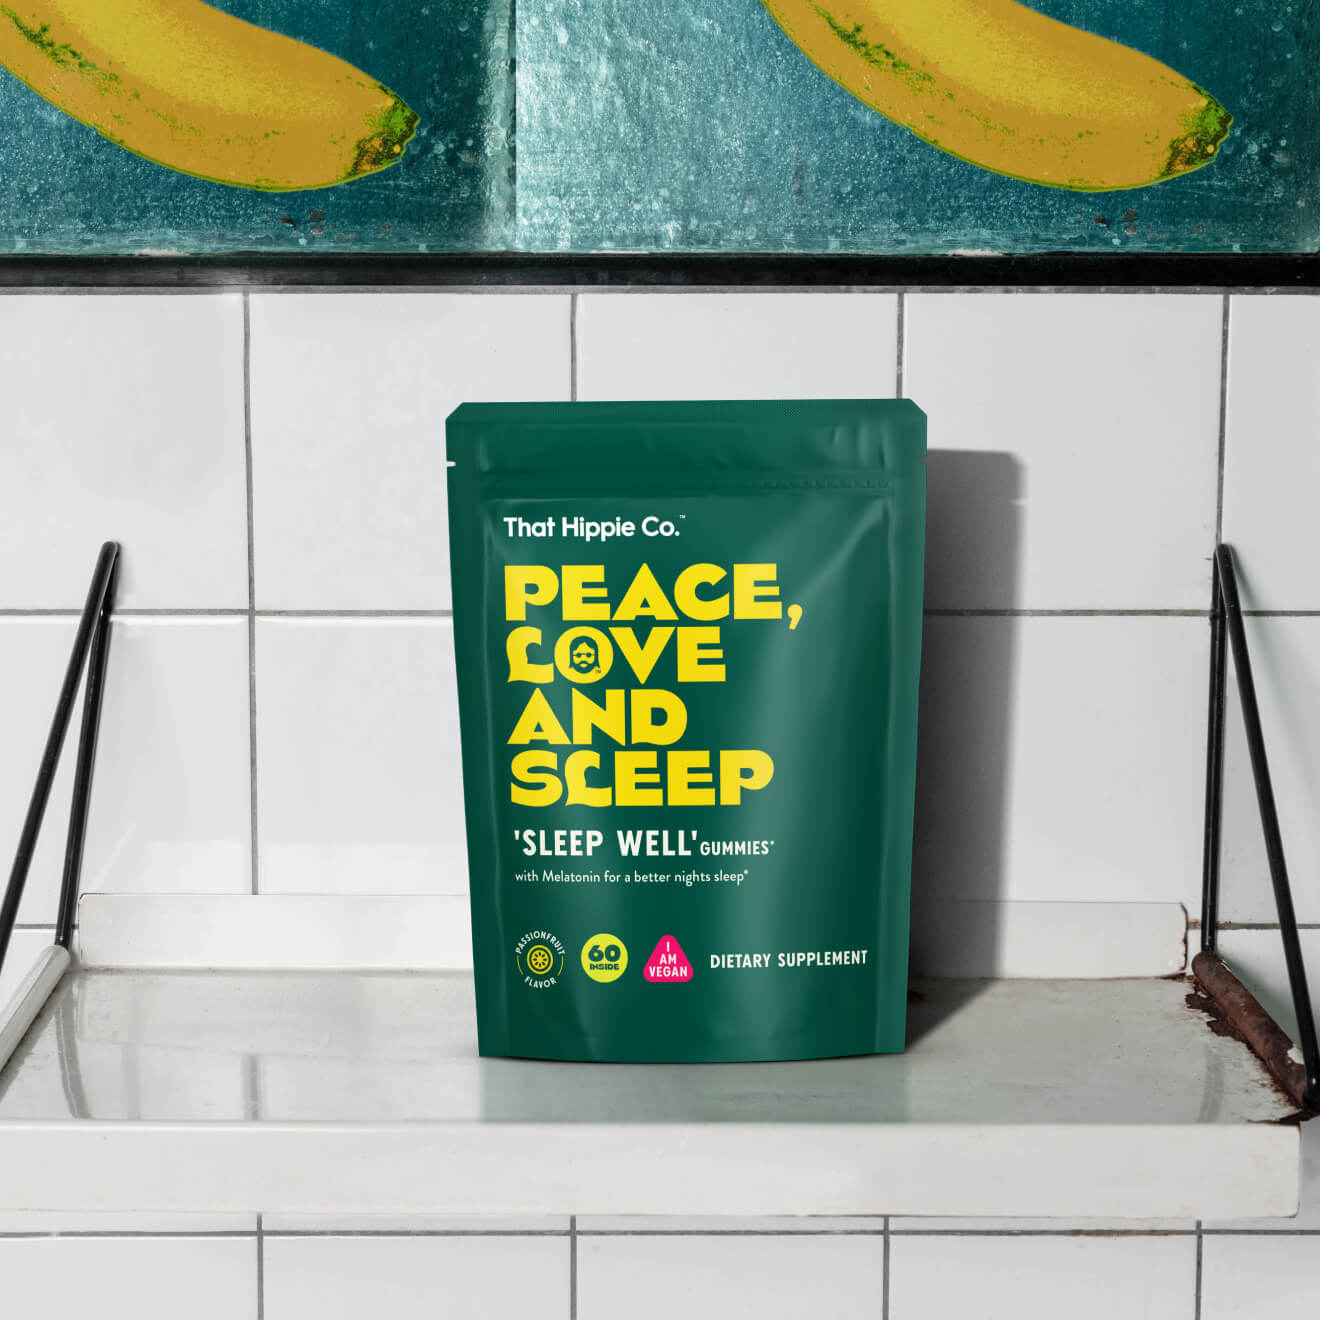 That Hippie Co.™
PEACE,
LOVE
AND
SLEEP
'SLEEP WELL' GUMMIES*
with Melatonin for a better nights sleep*
PASSIONFRUIT
FLAVOR
60
INSIDE
I
AM
VEGAN
DIETARY SUPPLEMENT